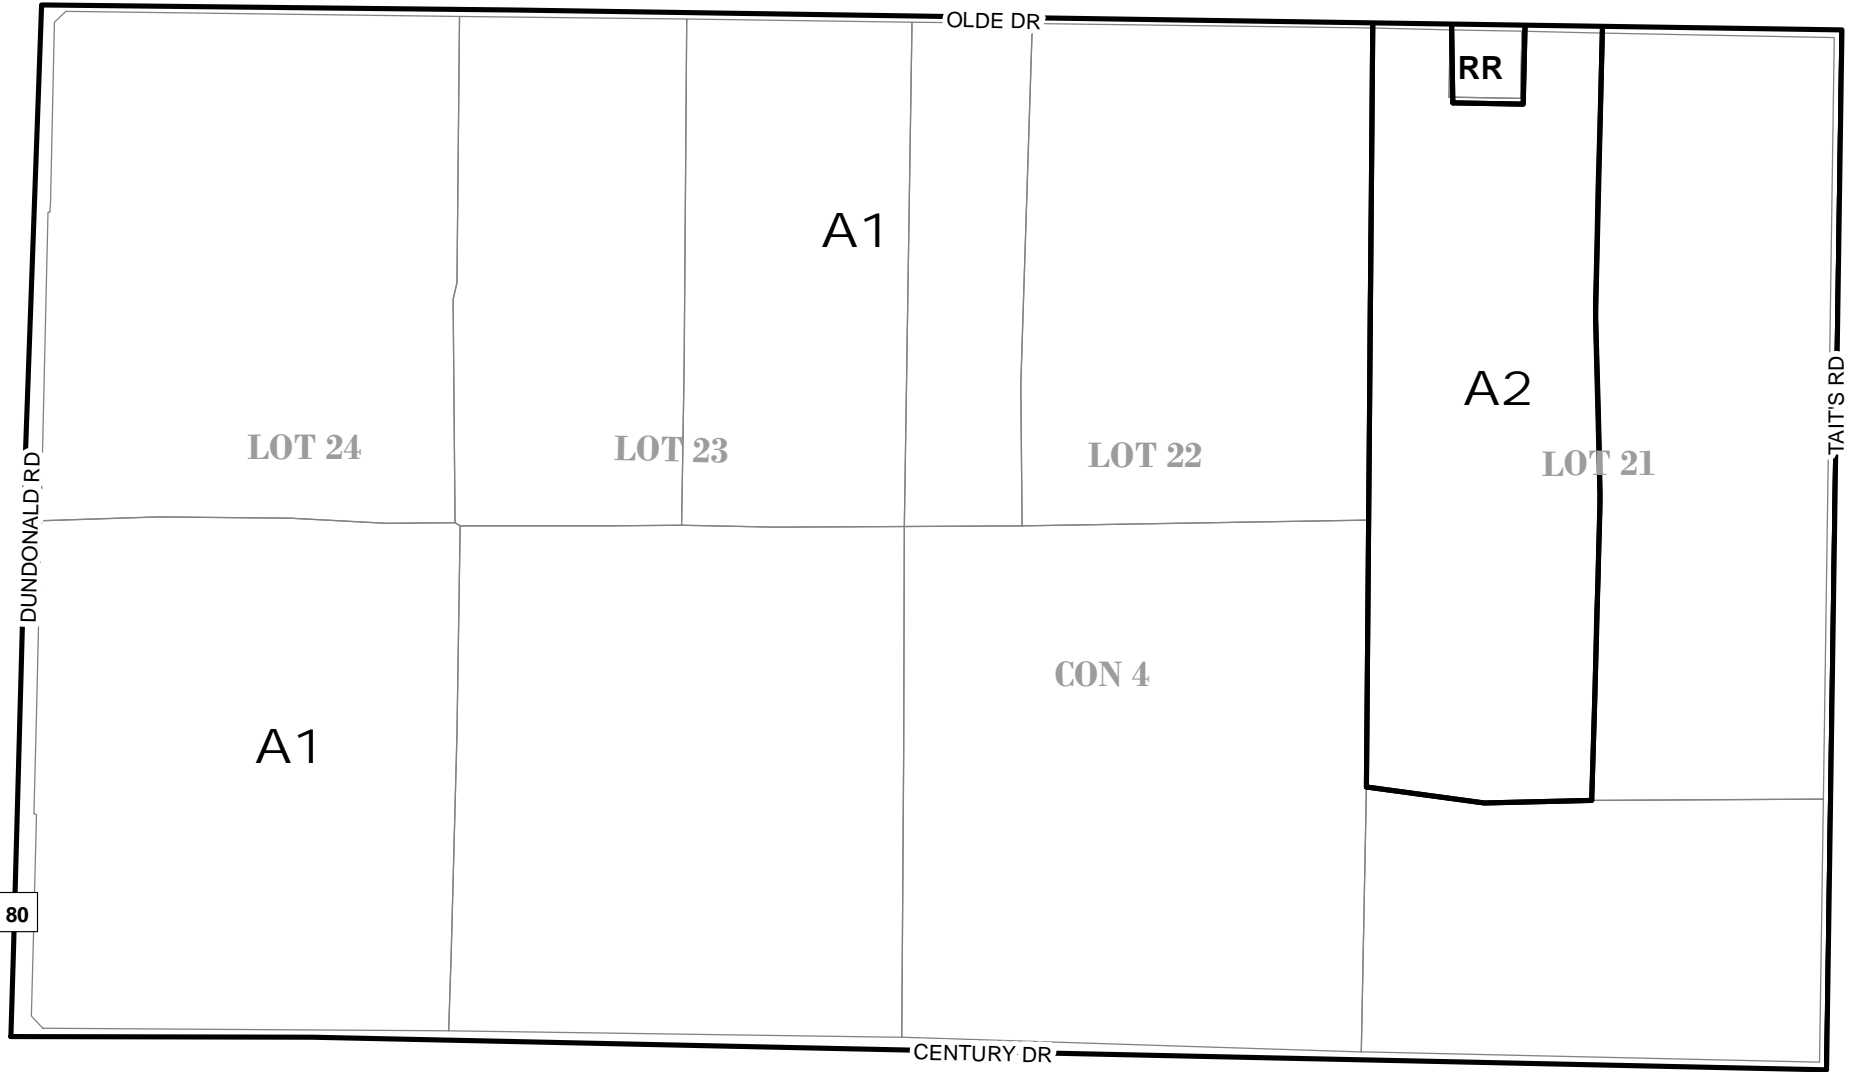 OLDE DR
RR
A1
A2
TAIT'S RD
LOT 24
LOT 23
LOT 22
LOT 21
DUNDONALD RD
CON 4
A1
80
CENTURY DR